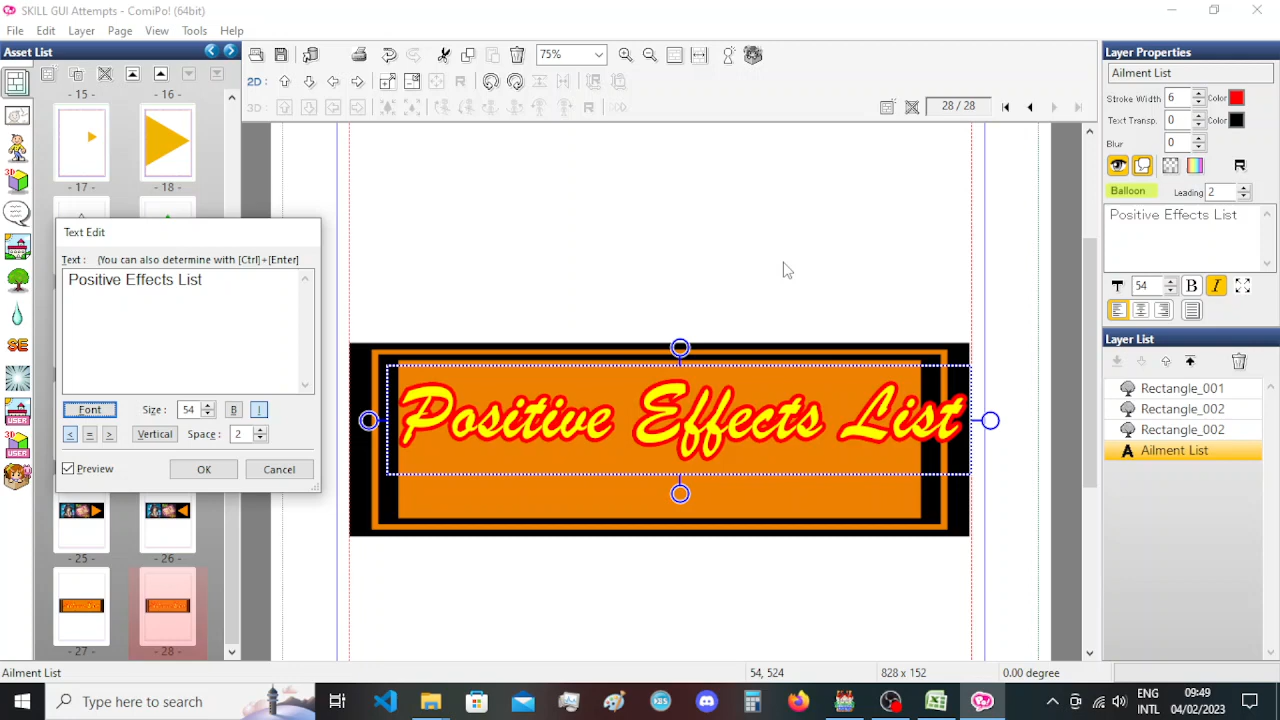 SKILL GUI Attempts - ComiPo! (64bit)
File Edit Layer Page View Tools Help
Asset List
75%
2D:
3D:
28 / 28
- 15 - - 16 -
- 17 - - 18 -
Text Edit
Text: (You can also determine with [Ctrl]+[Enter]
Positive Effects List
Font Size : 54 B I
< = > Vertical Space : 2
Preview OK Cancel
- 25 - - 26 -
- 27 - - 28 -
SE
USER
USER
Positive Effects List
Layer Properties
Ailment List
Stroke Width 6 Color
Text Transp. 0 Color
Blur 0
R
Balloon Leading 2
Positive Effects List
T 54 B I
Layer List
Rectangle_001
Rectangle_002
Rectangle_002
A Ailment List
Ailment List 54, 524 828 x 152 0.00 degree
Type here to search
ENG 09:49
INTL 04/02/2023